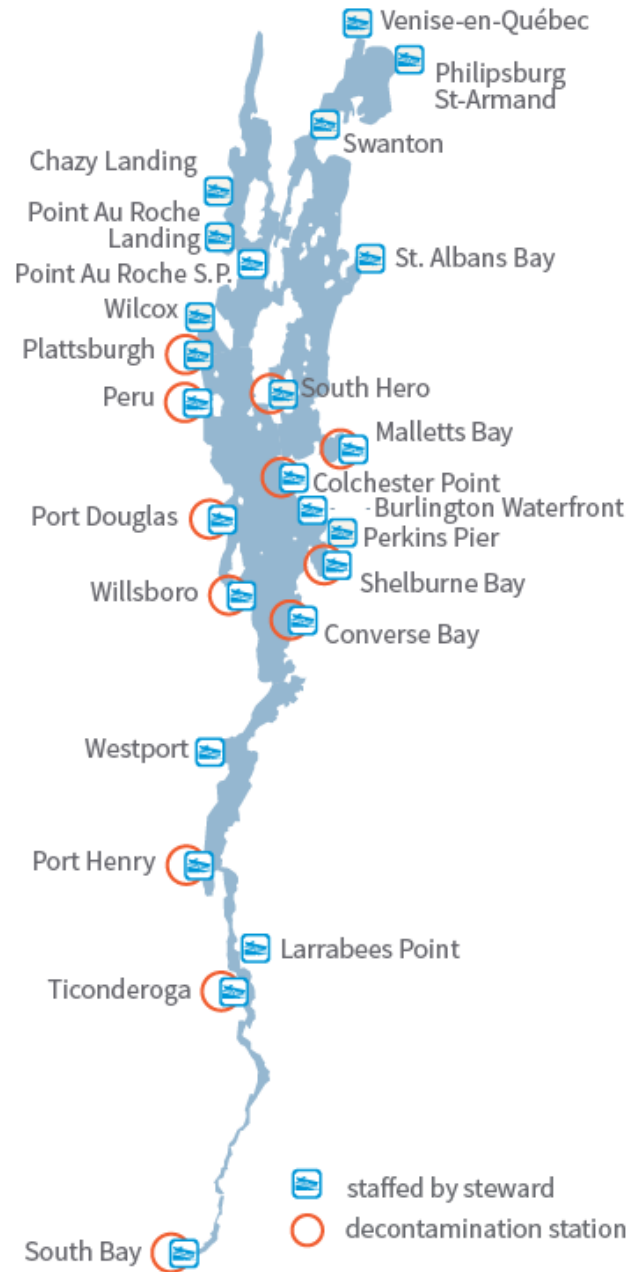 Venise-en-Québec
Philipsburg
St-Armand
Swanton
Chazy Landing
Point Au Roche
Landing
Point Au Roche S.P.
St. Albans Bay
Wilcox
Plattsburgh
Peru
South Hero
Malletts Bay
Colchester Point
Burlington Waterfront
Port Douglas
Perkins Pier
Shelburne Bay
Willsboro
Converse Bay
Westport
Port Henry
Larrabees Point
Ticonderoga
staffed by steward
decontamination station
South Bay